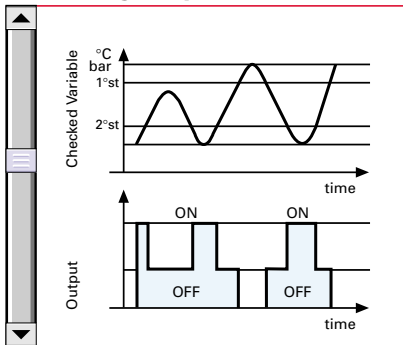 °C
bar
1°st
2°st
Checked Variable
time
ON ON
OFF OFF
Output
time